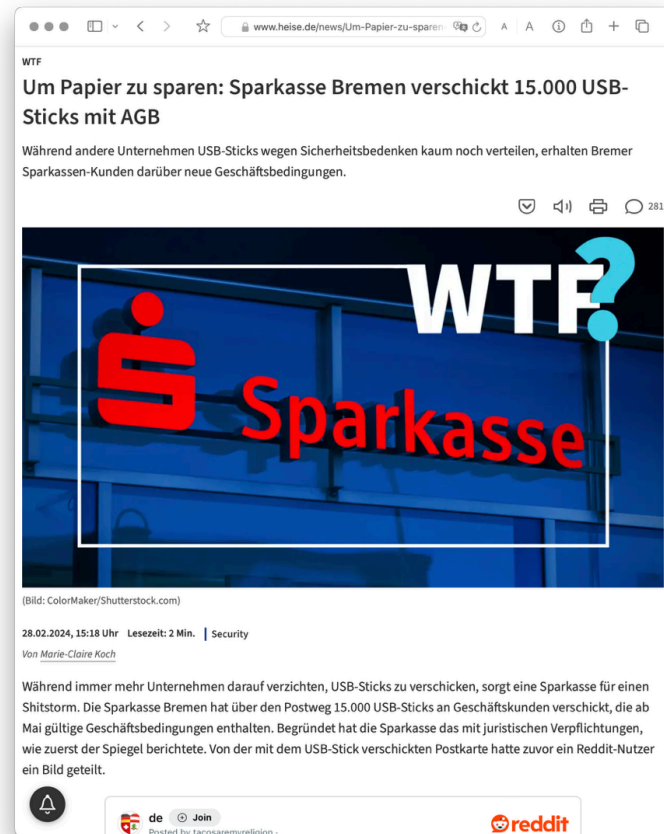 www.heise.de/news/Um-Papier-zu-sparen
A A
WTF
Um Papier zu sparen: Sparkasse Bremen verschickt 15.000 USB-
Sticks mit AGB
Während andere Unternehmen USB-Sticks wegen Sicherheitsbedenken kaum noch verteilen, erhalten Bremer
Sparkassen-Kunden darüber neue Geschäftsbedingungen.
281
WTF?
Sparkasse
(Bild: ColorMaker/Shutterstock.com)
28.02.2024, 15:18 Uhr Lesezeit: 2 Min. | Security
Von Marie-Claire Koch
Während immer mehr Unternehmen darauf verzichten, USB-Sticks zu verschicken, sorgt eine Sparkasse für einen
Shitstorm. Die Sparkasse Bremen hat über den Postweg 15.000 USB-Sticks an Geschäftskunden verschickt, die ab
Mai gültige Geschäftsbedingungen enthalten. Begründet hat die Sparkasse das mit juristischen Verpflichtungen,
wie zuerst der Spiegel berichtete. Von der mit dem USB-Stick verschickten Postkarte hatte zuvor ein Reddit-Nutzer
ein Bild geteilt.
de Join
reddit
Posted by tacosaremyreligion -